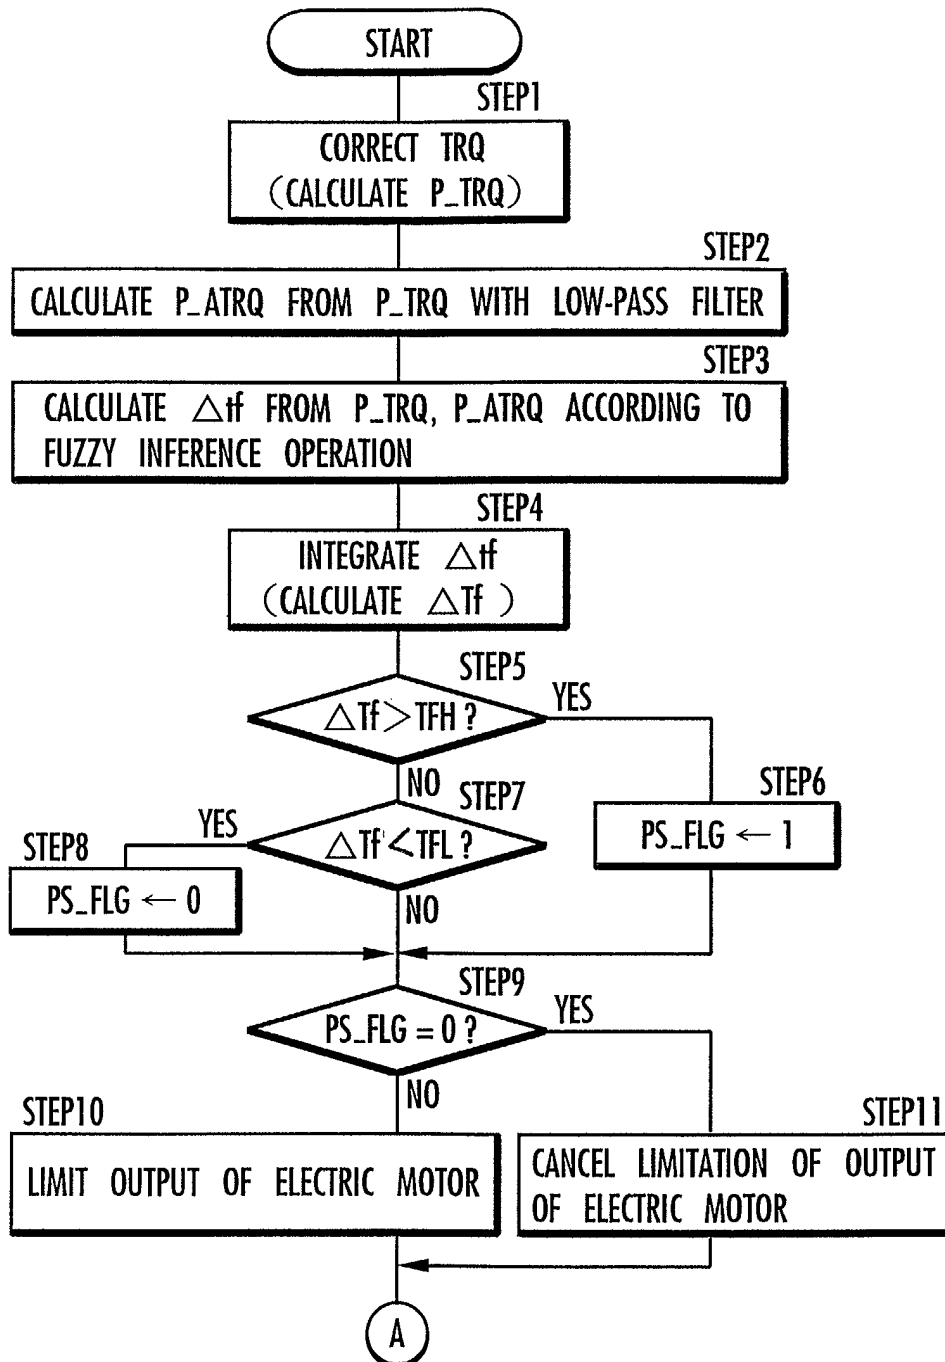 START
STEP1
CORRECT TRQ
(CALCULATE P_TRQ)
STEP2
CALCULATE P_ATRQ FROM P_TRQ WITH LOW-PASS FILTER
STEP3
CALCULATE △tf FROM P_TRQ, P_ATRQ ACCORDING TO
FUZZY INFERENCE OPERATION
STEP4
INTEGRATE △tf
(CALCULATE △Tf )
STEP5
△Tf > TFH ?
YES
NO
STEP6
PS_FLG ← 1
STEP7
△Tf < TFL ?
YES
STEP8
PS_FLG ← 0
NO
STEP9
PS_FLG = 0 ?
YES
NO
STEP10
LIMIT OUTPUT OF ELECTRIC MOTOR
STEP11
CANCEL LIMITATION OF OUTPUT
OF ELECTRIC MOTOR
A